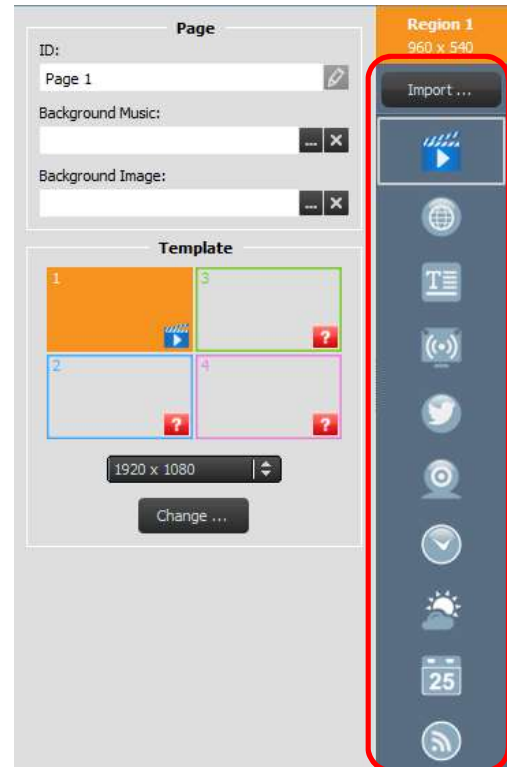 Page
ID:
Page 1
Background Music:
...
Background Image:
...
Template
1
3
?
2
4
?
?
1920 x 1080
Change ...
Region 1
960 x 540
Import ...
T
25